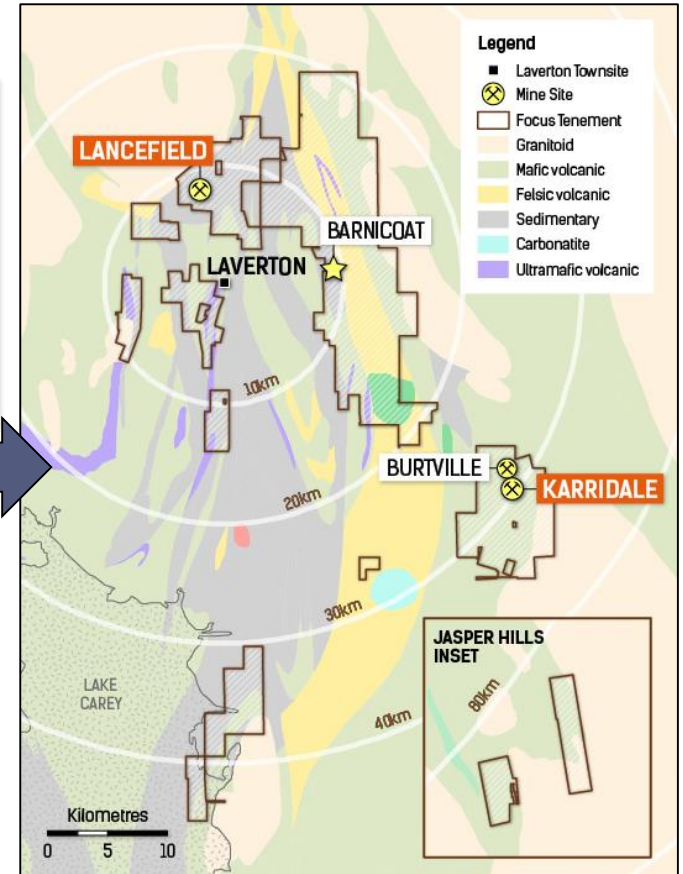 Legend
Laverton Townsite
Mine Site
Focus Tenement
Granitoid
Mafic volcanic
Felsic volcanic
Sedimentary
Carbonatite
Ultramafic volcanic
LANCEFIELD
BARNICOAT
LAVERTON
10km
BURTVILLE
KARRIDALE
20km
30km
JASPER HILLS
INSET
80km
LAKE
CAREY
40km
Kilometres
0 5 10